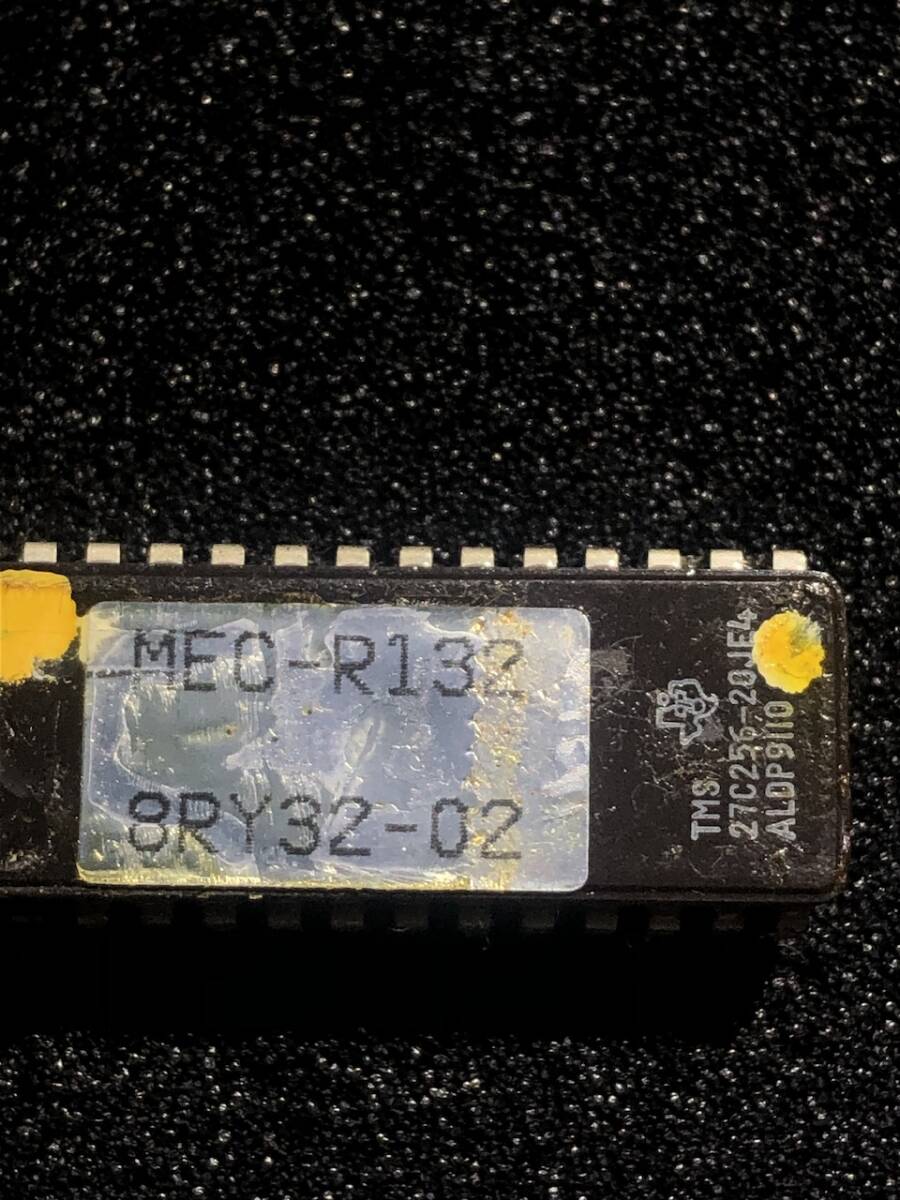 MEC-R132
8RY32-02
TMS
27C256-20JE4
ALDP9110